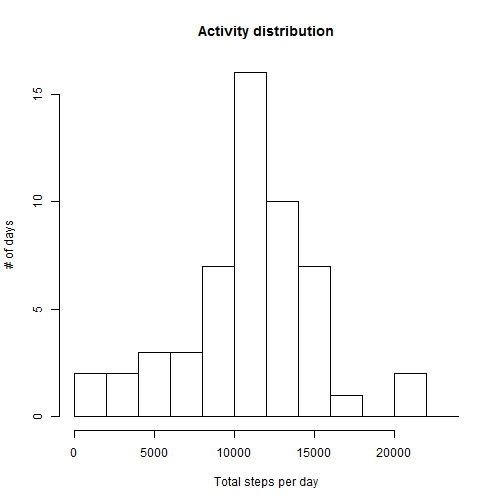 Activity distribution
# of days
15
10
5
0
0 5000 10000 15000 20000
Total steps per day